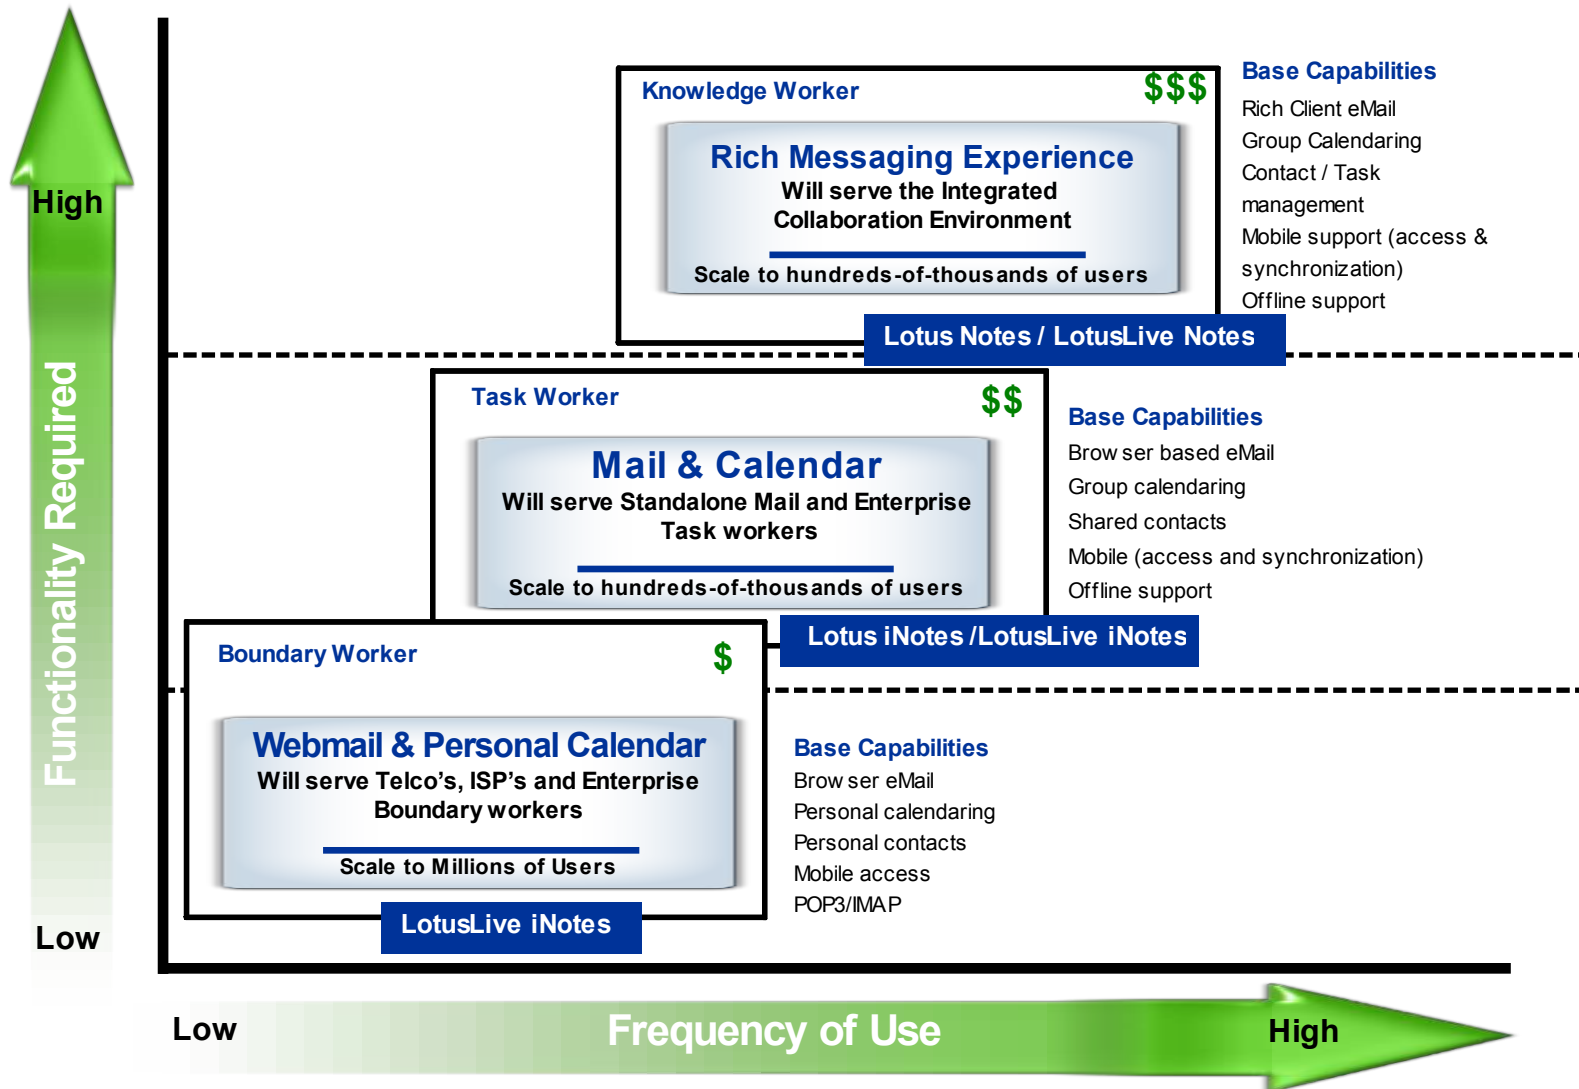 High
Functionality Required
Low
Knowledge Worker
$$$
Rich Messaging Experience
Will serve the Integrated
Collaboration Environment
Scale to hundreds-of-thousands of users
Lotus Notes / LotusLive Notes
Base Capabilities
Rich Client eMail
Group Calendaring
Contact / Task
management
Mobile support (access &
synchronization)
Offline support
Task Worker
$$
Mail & Calendar
Will serve Standalone Mail and Enterprise
Task workers
Scale to hundreds-of-thousands of users
Lotus iNotes /LotusLive iNotes
Base Capabilities
Browser based eMail
Group calendaring
Shared contacts
Mobile (access and synchronization)
Offline support
Boundary Worker
$
Webmail & Personal Calendar
Will serve Telco's, ISP's and Enterprise
Boundary workers
Scale to Millions of Users
LotusLive iNotes
Base Capabilities
Browser eMail
Personal calendaring
Personal contacts
Mobile access
POP3/IMAP
Low
Frequency of Use
High